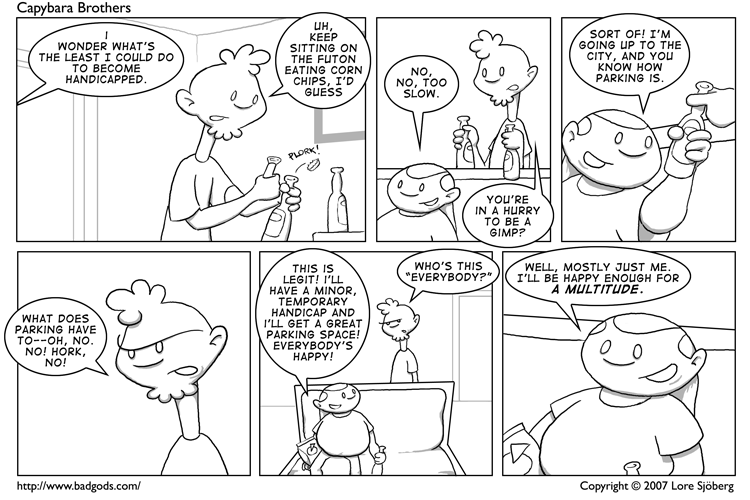 Capybara Brothers
I
WONDER WHAT'S
THE LEAST I COULD DO
TO BECOME
HANDICAPPED.
UH,
KEEP
SITTING ON
THE FUTON
EATING CORN
CHIPS, I'D
GUESS
PLORK!
NO,
NO, TOO
SLOW.
YOU'RE
IN A HURRY
TO BE A
GIMP?
SORT OF! I'M
GOING UP TO THE
CITY, AND YOU
KNOW HOW
PARKING IS.
WHAT DOES
PARKING HAVE
TO--OH, NO.
NO! HORK,
NO!
THIS IS
LEGIT! I'LL
HAVE A MINOR,
TEMPORARY
HANDICAP AND
I'LL GET A GREAT
PARKING SPACE!
EVERYBODY'S
HAPPY!
WHO'S THIS
"EVERYBODY?"
WELL, MOSTLY JUST ME.
I'LL BE HAPPY ENOUGH FOR
A MULTITUDE.
http://www.badgods.com/
Copyright © 2007 Lore Sjöberg